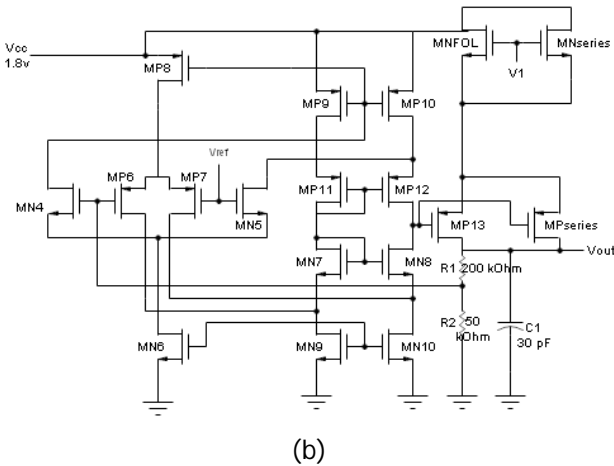 Vcc
1.8v
MNFOL
MNseries
V1
MP8
MP9
MP10
Vref
MP6
MP7
MN4
MN5
MP11
MP12
MP13
MPseries
Vout
MN7
MN8
R1 200 kOhm
R2 50
kOhm
C1
30 pF
MN6
MN9
MN10
(b)